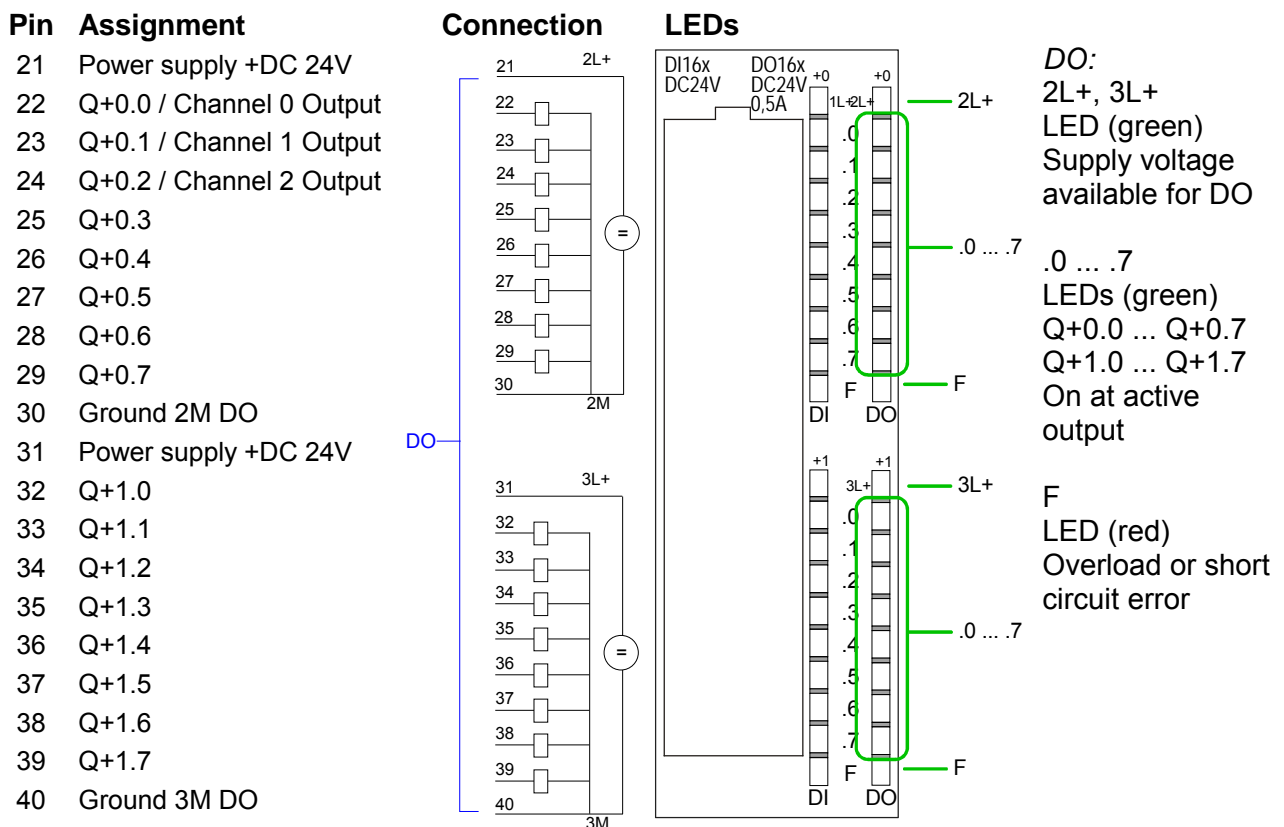 Pin Assignment Connection LEDs
21 Power supply +DC 24V
22 Q+0.0 / Channel 0 Output
23 Q+0.1 / Channel 1 Output
24 Q+0.2 / Channel 2 Output
25 Q+0.3
26 Q+0.4
27 Q+0.5
28 Q+0.6
29 Q+0.7
30 Ground 2M DO
31 Power supply +DC 24V
32 Q+1.0
33 Q+1.1
34 Q+1.2
35 Q+1.3
36 Q+1.4
37 Q+1.5
38 Q+1.6
39 Q+1.7
40 Ground 3M DO
DO
21 2L+
22
23
24
25
26
27
28
29
30
2M
=
31 3L+
32
33
34
35
36
37
38
39
40
3M
=
DI16x DO16x
DC24V DC24V
0,5A
+0 +0
1L+ 2L+
.0
.1
.2
.3
.4
.5
.6
.7
F
DI DO
+1 +1
3L+
.0
.1
.2
.3
.4
.5
.6
.7
F
DI DO
2L+
.0 ... .7
F
3L+
.0 ... .7
F
DO:
2L+, 3L+
LED (green)
Supply voltage
available for DO
.0 ... .7
LEDs (green)
Q+0.0 ... Q+0.7
Q+1.0 ... Q+1.7
On at active
output
F
LED (red)
Overload or short
circuit error